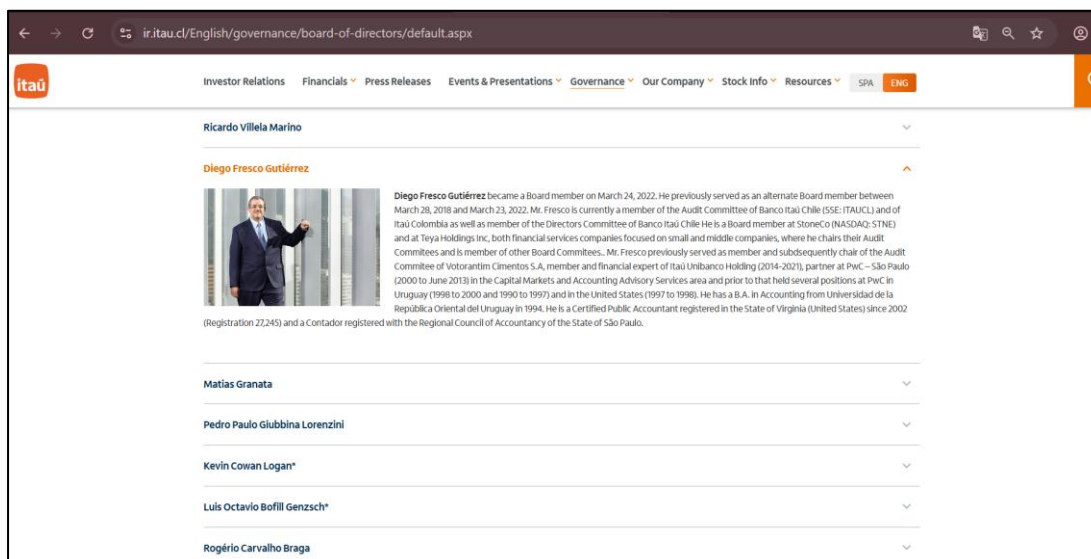 ir.itau.cl/English/governance/board-of-directors/default.aspx
itaú
Investor Relations Financials Press Releases Events & Presentations Governance Our Company Stock Info Resources SPA ENG
Ricardo Villela Marino
Diego Fresco Gutiérrez
Diego Fresco Gutiérrez became a Board member on March 24, 2022. He previously served as an alternate Board member between
March 28, 2018 and March 23, 2022. Mr. Fresco is currently a member of the Audit Committee of Banco Itaú Chile (SSE: ITAUCL) and of
Itaú Colombia as well as member of the Directors Committee of Banco Itaú Chile He is a Board member at StoneCo (NASDAQ: STNE)
and at Teya Holdings Inc, both financial services companies focused on small and middle companies, where he chairs their Audit
Commitees and is member of other Board Commitees.. Mr. Fresco previously served as member and subdsequently chair of the Audit
Commitee of Votorantim Cimentos S.A, member and financial expert of Itaú Unibanco Holding (2014-2021), partner at PwC – São Paulo
(2000 to June 2013) in the Capital Markets and Accounting Advisory Services area and prior to that held several positions at PwC in
Uruguay (1998 to 2000 and 1990 to 1997) and in the United States (1997 to 1998). He has a B.A. in Accounting from Universidad de la
República Oriental del Uruguay in 1994. He is a Certified Public Accountant registered in the State of Virginia (United States) since 2002
(Registration 27,245) and a Contador registered with the Regional Council of Accountancy of the State of São Paulo.
Matias Granata
Pedro Paulo Giubbina Lorenzini
Kevin Cowan Logan*
Luis Octavio Bofill Genzsch*
Rogério Carvalho Braga